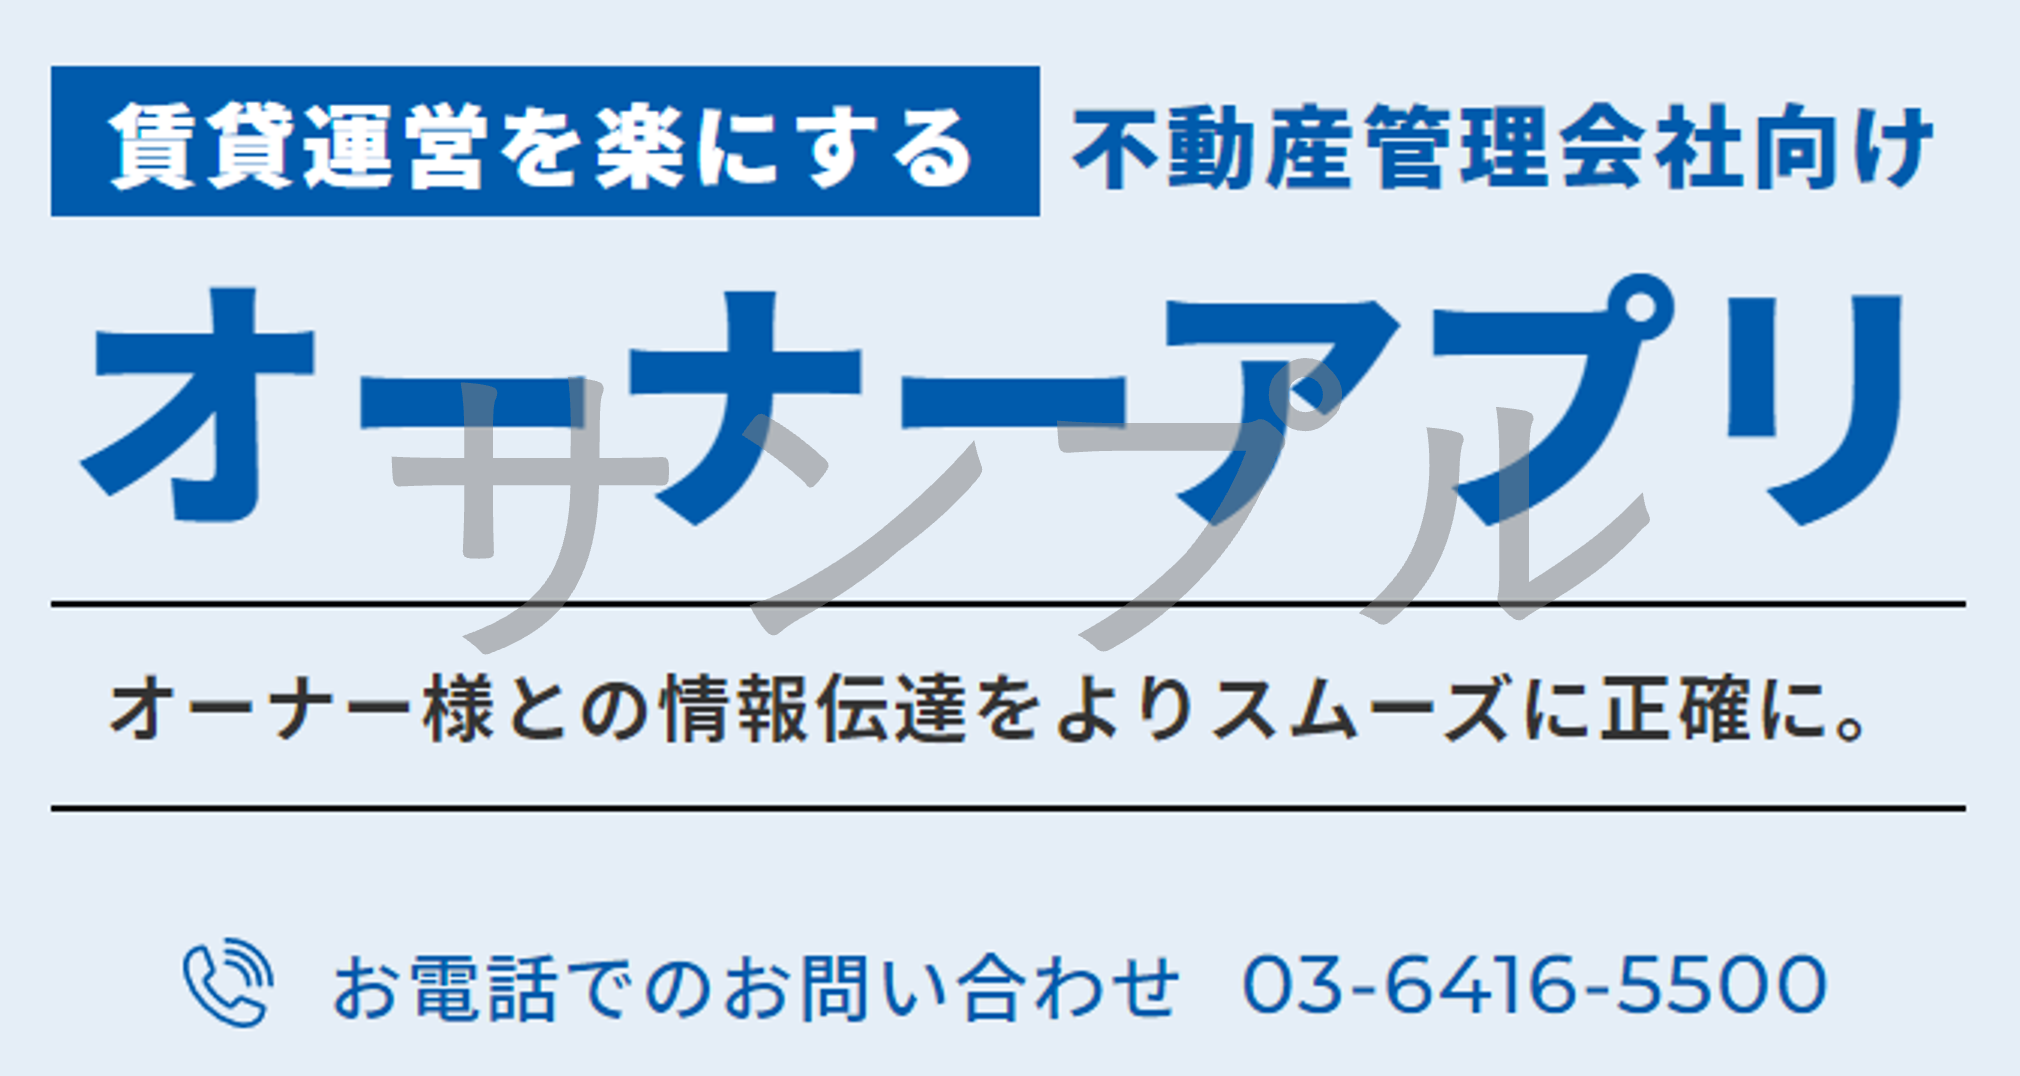 賃貸運営を楽にする 不動産管理会社向け
オーナーアプリ
サンプル
オーナー様との情報伝達をよりスムーズに正確に。
お電話でのお問い合わせ 03-6416-5500